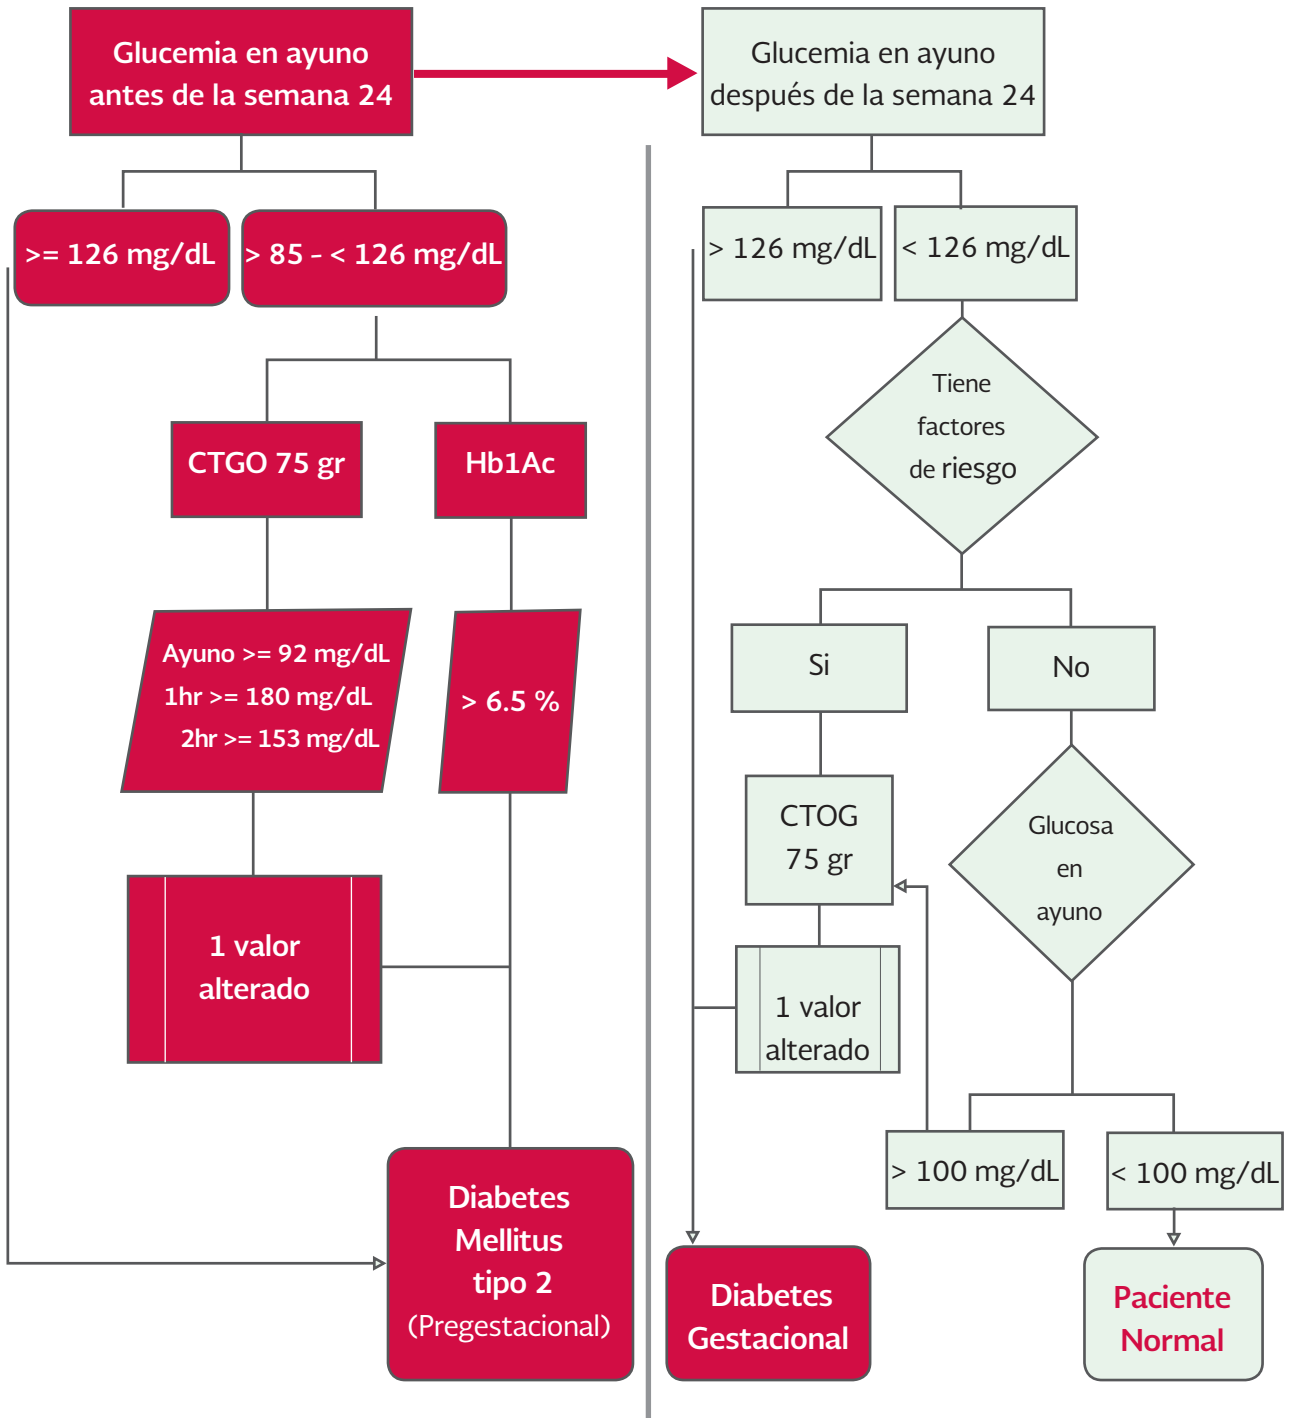 Glucemia en ayuno
antes de la semana 24
>= 126 mg/dL
> 85 - < 126 mg/dL
CTGO 75 gr
Hb1Ac
Ayuno >= 92 mg/dL
1hr >= 180 mg/dL
2hr >= 153 mg/dL
> 6.5 %
1 valor
alterado
Diabetes
Mellitus
tipo 2
(Pregestacional)
Glucemia en ayuno
después de la semana 24
> 126 mg/dL
< 126 mg/dL
Tiene
factores
de riesgo
Si
No
CTOG
75 gr
Glucosa
en
ayuno
1 valor
alterado
> 100 mg/dL
< 100 mg/dL
Diabetes
Gestacional
Paciente
Normal